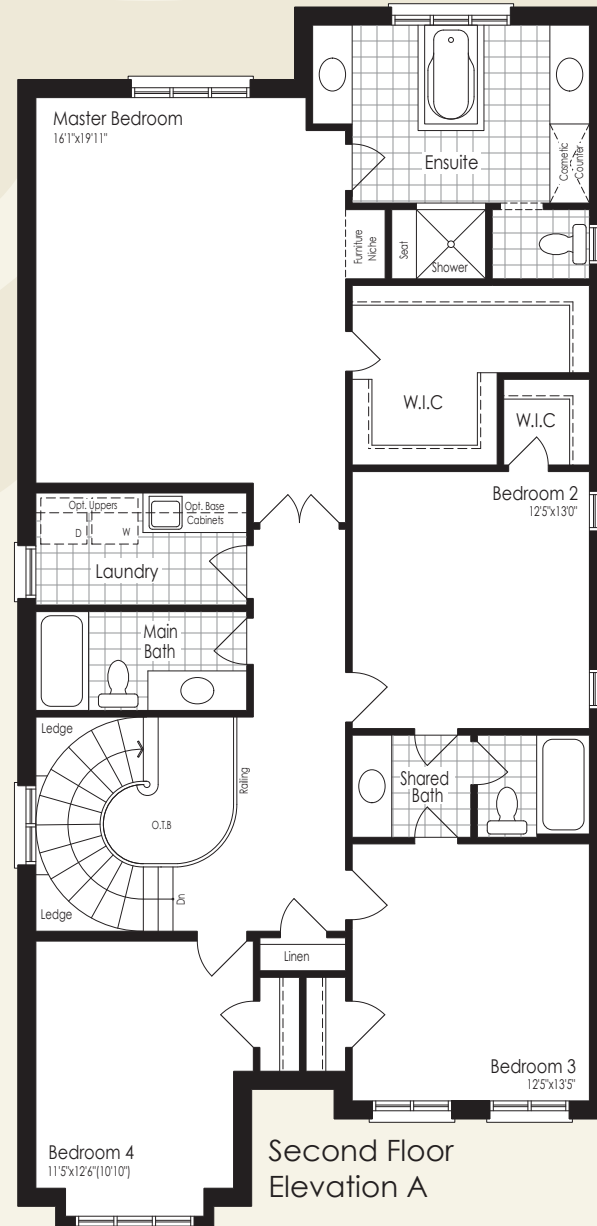 Master Bedroom
16'1"x19'11"
Ensuite
Cosmetic
Counter
Furniture
Niche
Seat
Shower
W.I.C
W.I.C
Bedroom 2
12'5"x13'0"
Opt. Uppers
Opt. Base
Cabinets
D
W
Laundry
Main
Bath
Ledge
Railing
O.T.B
Dn
Ledge
Shared
Bath
Linen
Bedroom 3
12'5"x13'5"
Bedroom 4
11'5"x12'6"(10'10")
Second Floor
Elevation A